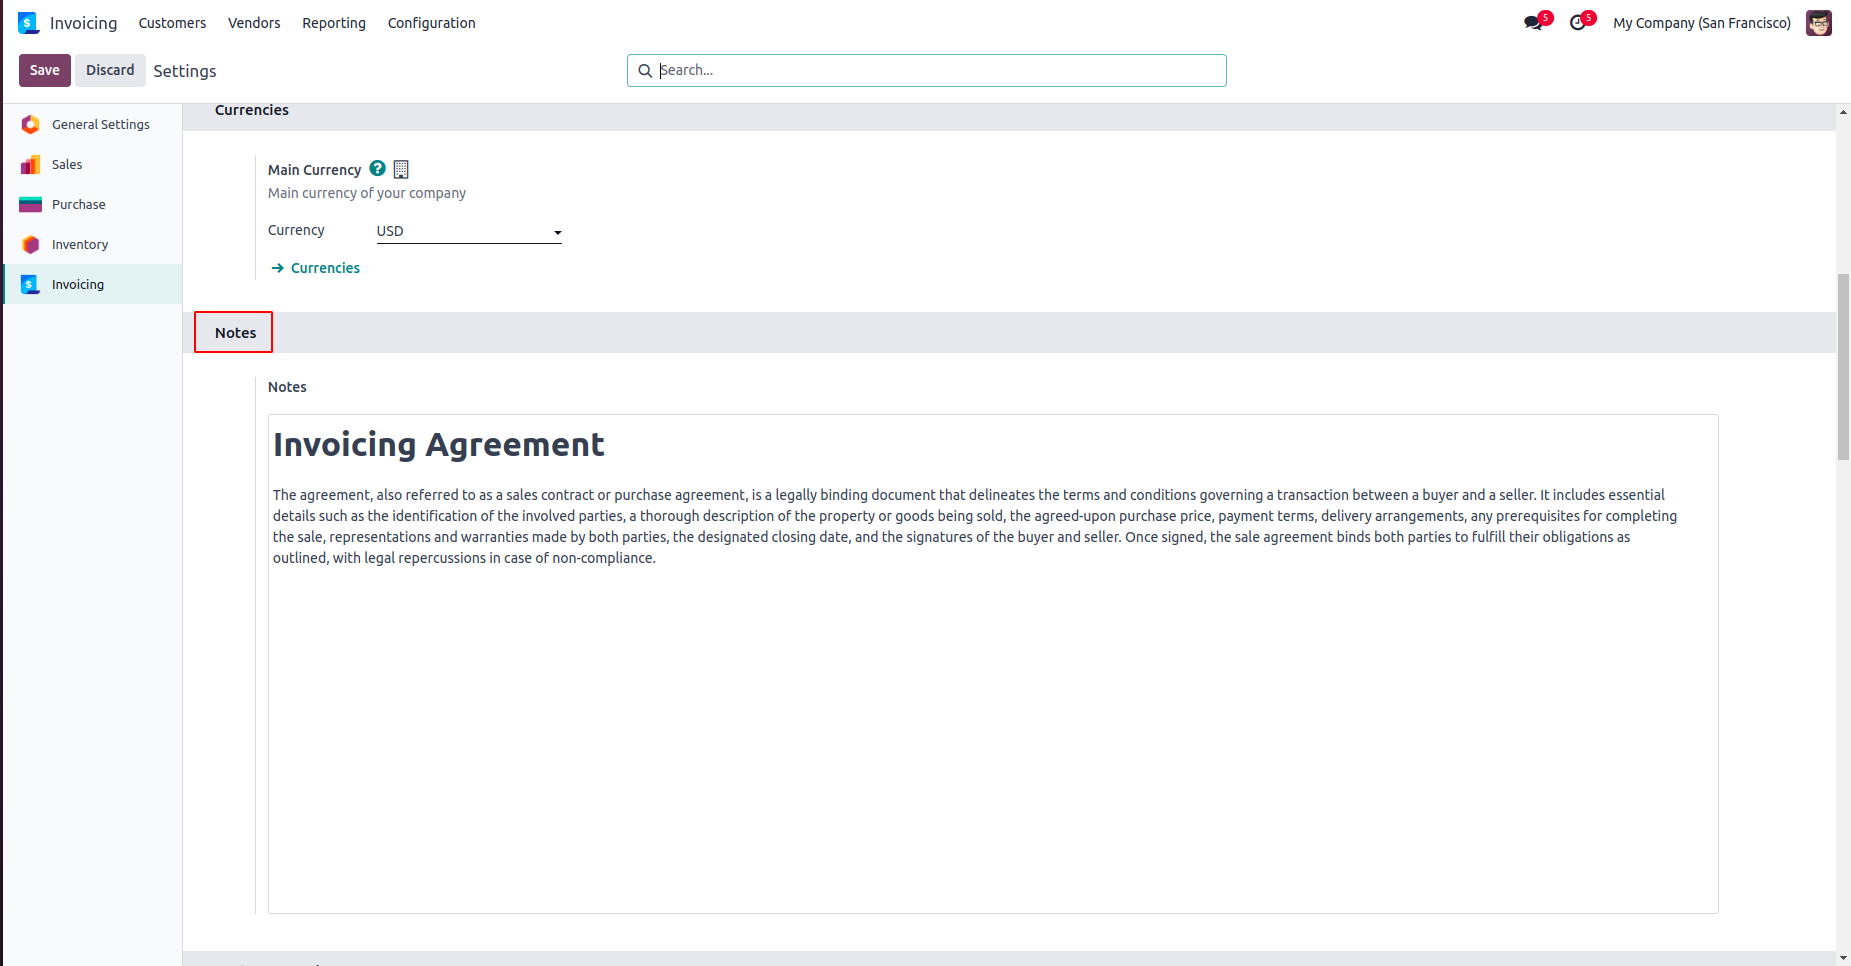 Invoicing Customers Vendors Reporting Configuration 5 5 My Company (San Francisco)
Save Discard Settings Search...
General Settings
Sales
Purchase
Inventory
Invoicing
Currencies
Main Currency ?
Main currency of your company
Currency USD
→ Currencies
Notes
Notes
Invoicing Agreement
The agreement, also referred to as a sales contract or purchase agreement, is a legally binding document that delineates the terms and conditions governing a transaction between a buyer and a seller. It includes essential
details such as the identification of the involved parties, a thorough description of the property or goods being sold, the agreed-upon purchase price, payment terms, delivery arrangements, any prerequisites for completing
the sale, representations and warranties made by both parties, the designated closing date, and the signatures of the buyer and seller. Once signed, the sale agreement binds both parties to fulfill their obligations as
outlined, with legal repercussions in case of non-compliance.